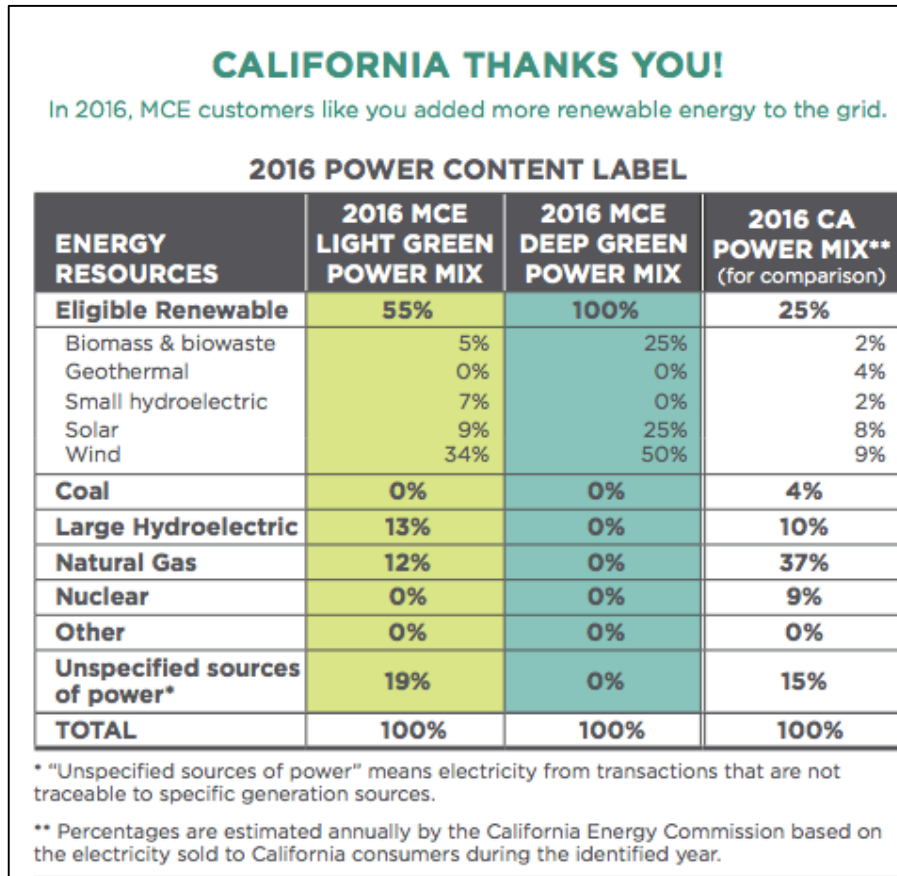 CALIFORNIA THANKS YOU!
In 2016, MCE customers like you added more renewable energy to the grid.
2016 POWER CONTENT LABEL
ENERGY RESOURCES 2016 MCE LIGHT GREEN POWER MIX 2016 MCE DEEP GREEN POWER MIX 2016 CA POWER MIX** (for comparison)
Eligible Renewable 55% 100% 25%
Biomass & biowaste 5% 25% 2%
Geothermal 0% 0% 4%
Small hydroelectric 7% 0% 2%
Solar 9% 25% 8%
Wind 34% 50% 9%
Coal 0% 0% 4%
Large Hydroelectric 13% 0% 10%
Natural Gas 12% 0% 37%
Nuclear 0% 0% 9%
Other 0% 0% 0%
Unspecified sources of power* 19% 0% 15%
TOTAL 100% 100% 100%
* "Unspecified sources of power" means electricity from transactions that are not
traceable to specific generation sources.
** Percentages are estimated annually by the California Energy Commission based on
the electricity sold to California consumers during the identified year.